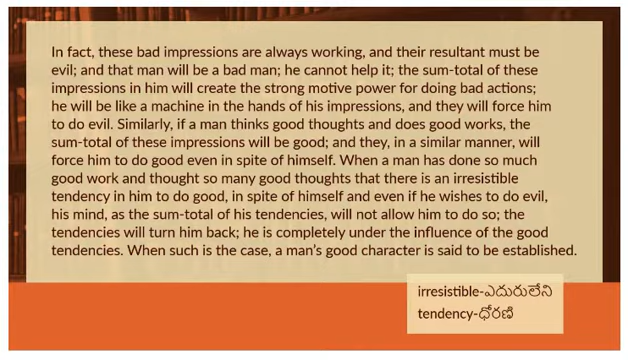 In fact, these bad impressions are always working, and their resultant must be
evil; and that man will be a bad man; he cannot help it; the sum-total of these
impressions in him will create the strong motive power for doing bad actions;
he will be like a machine in the hands of his impressions, and they will force him
to do evil. Similarly, if a man thinks good thoughts and does good works, the
sum-total of these impressions will be good; and they, in a similar manner, will
force him to do good even in spite of himself. When a man has done so much
good work and thought so many good thoughts that there is an irresistible
tendency in him to do good, in spite of himself and even if he wishes to do evil,
his mind, as the sum-total of his tendencies, will not allow him to do so; the
tendencies will turn him back; he is completely under the influence of the good
tendencies. When such is the case, a man's good character is said to be established.
irresistible-ఎదురులేని
tendency-ధోరణి